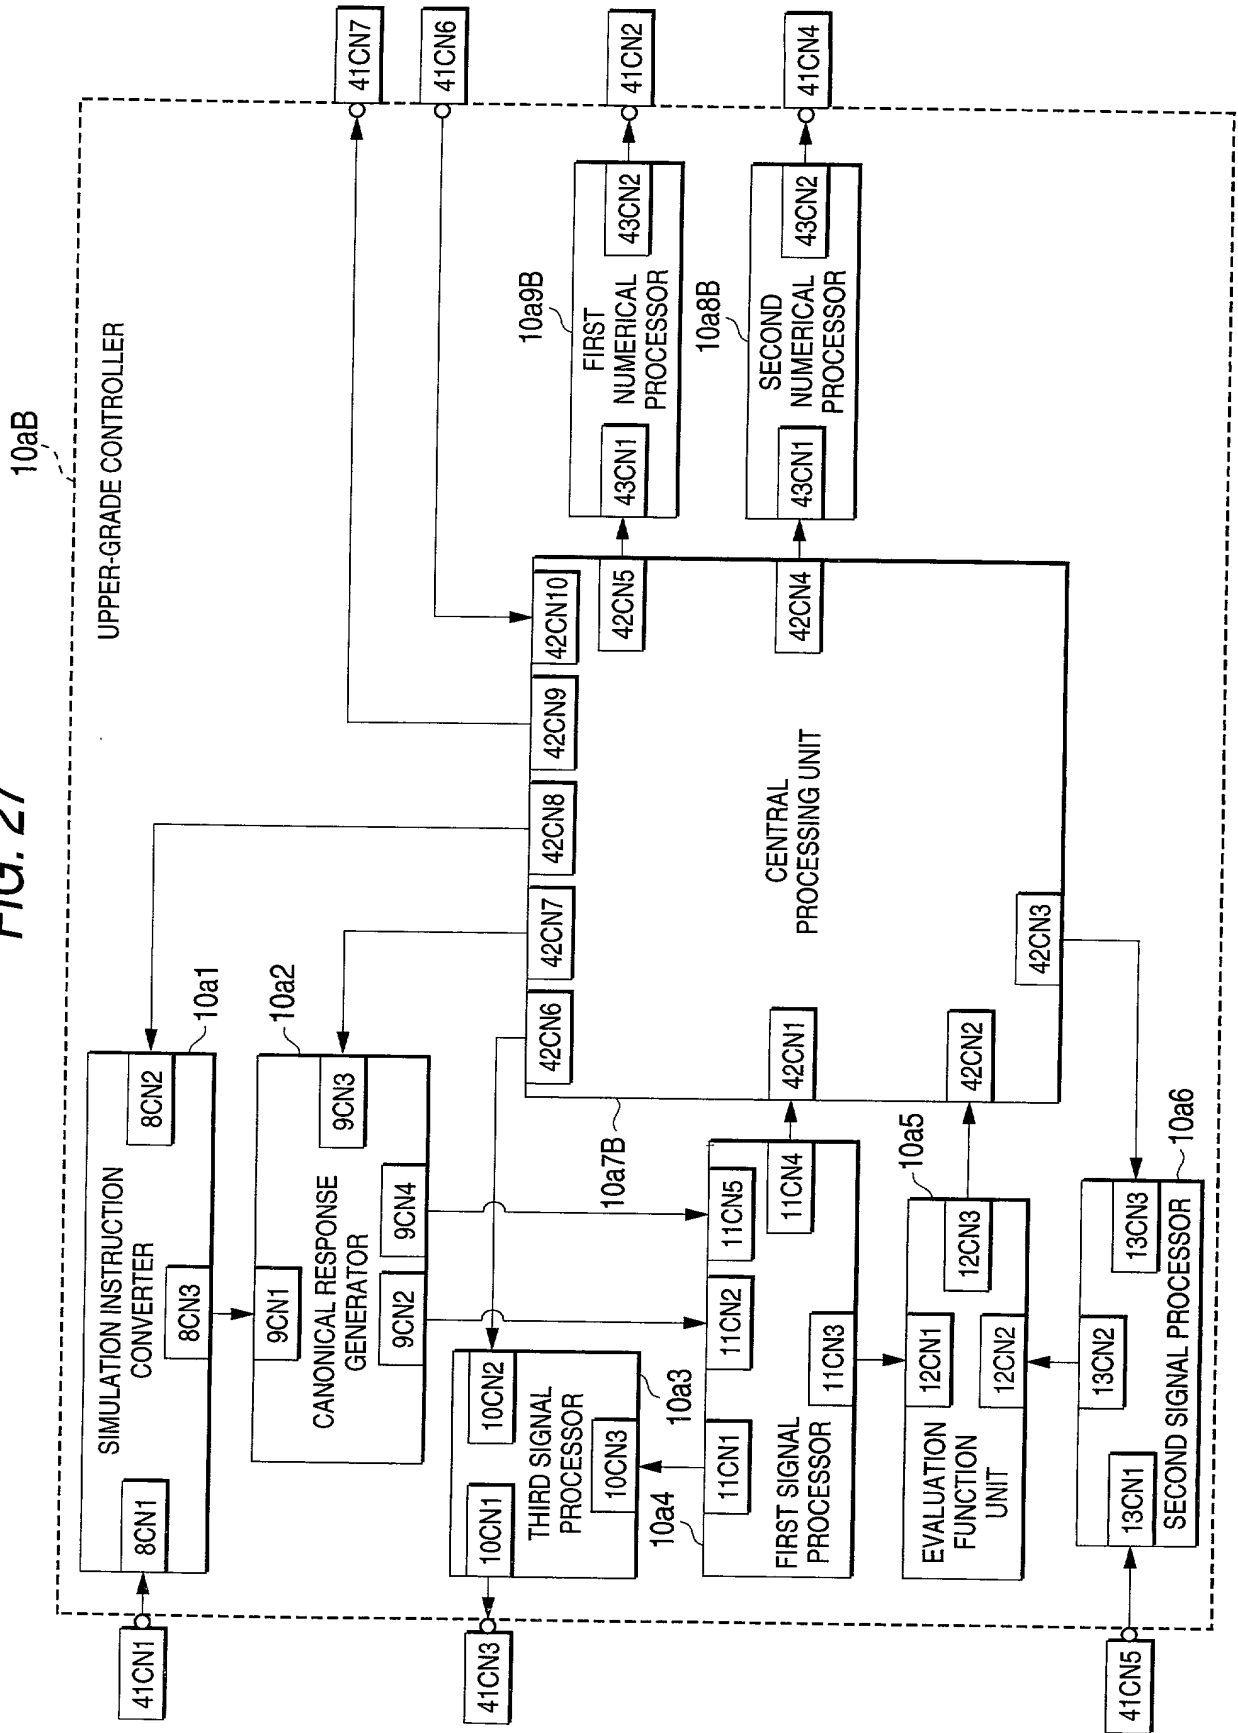 FIG. 27
10aB
UPPER-GRADE CONTROLLER
41CN1
8CN1
SIMULATION INSTRUCTION
CONVERTER
8CN3
8CN2
10a1
9CN1
CANONICAL RESPONSE
GENERATOR
9CN3
9CN2
9CN4
10a2
41CN3
10CN1
THIRD SIGNAL
PROCESSOR
10CN2
10CN3
10a3
10a4
11CN1
11CN2
11CN5
FIRST SIGNAL
PROCESSOR
11CN3
11CN4
EVALUATION
FUNCTION
UNIT
12CN1
12CN2
12CN3
10a5
41CN5
13CN1
13CN2
13CN3
SECOND SIGNAL PROCESSOR
10a6
10a7B
42CN6
42CN7
42CN8
42CN9
42CN10
42CN1
42CN2
42CN3
CENTRAL
PROCESSING UNIT
42CN5
42CN4
10a9B
43CN1
FIRST
NUMERICAL
PROCESSOR
43CN2
10a8B
43CN1
SECOND
NUMERICAL
PROCESSOR
43CN2
41CN7
41CN6
41CN2
41CN4